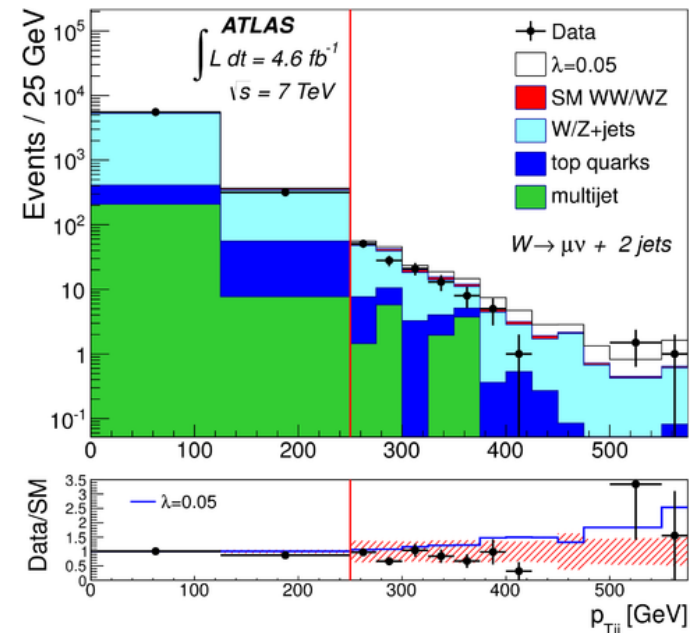 Events / 25 GeV
10⁵
10⁴
10³
10²
10
1
10⁻¹
0
100
200
300
400
500
ATLAS
∫ L dt = 4.6 fb⁻¹
√s = 7 TeV
Data
λ=0.05
SM WW/WZ
W/Z+jets
top quarks
multijet
W→ μν + 2 jets
Data/SM
3.5
3
2.5
2
1.5
1
0.5
0
λ=0.05
0
100
200
300
400
500
p_Tjj [GeV]